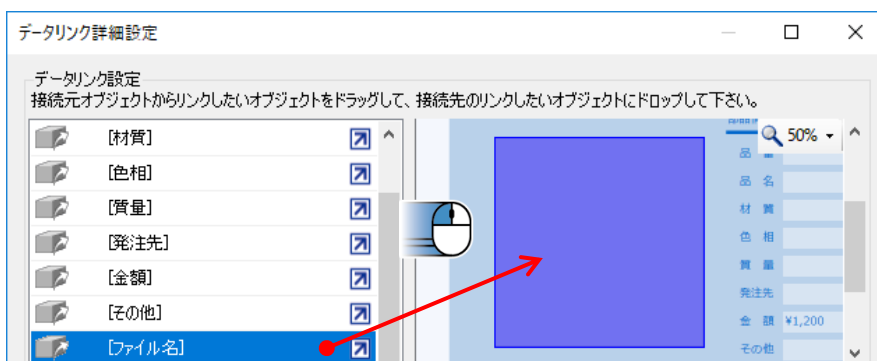 データリンク詳細設定
データリンク設定
接続元オブジェクトからリンクしたいオブジェクトをドラッグして、接続先のリンクしたいオブジェクトにドロップして下さい。
[材質]
[色相]
[質量]
[発注先]
[金額]
[その他]
[ファイル名]
50%
品
品 名
材 質
色 相
質 量
発注先
金 額 ¥1,200
その他